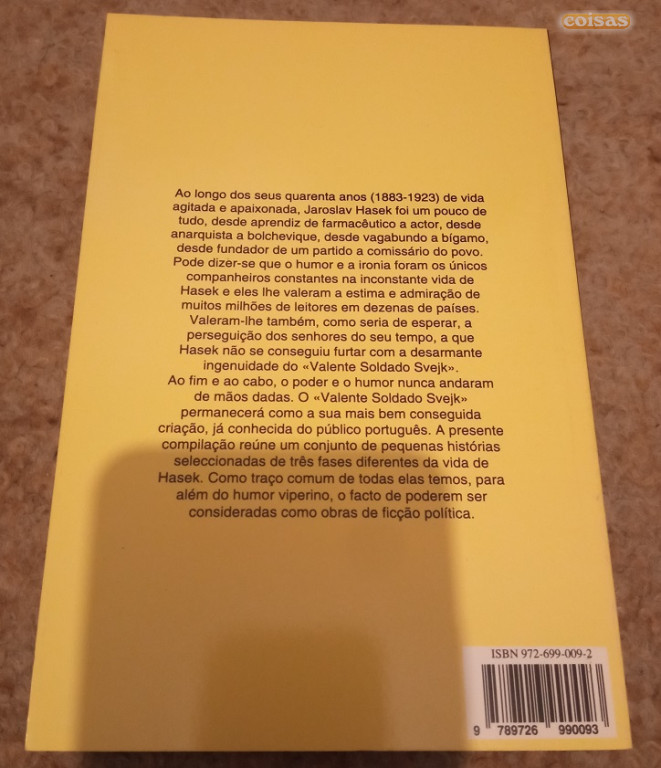 coisas
Ao longo dos seus quarenta anos (1883-1923) de vida
agitada e apaixonada, Jaroslav Hasek foi um pouco de
tudo, desde aprendiz de farmacêutico a actor, desde
anarquista a bolchevique, desde vagabundo a bígamo,
desde fundador de um partido a comissário do povo.
Pode dizer-se que o humor e a ironia foram os únicos
companheiros constantes na inconstante vida de
Hasek e eles lhe valeram a estima e admiração de
muitos milhões de leitores em dezenas de países.
Valeram-lhe também, como seria de esperar, a
perseguição dos senhores do seu tempo, a que
Hasek não se conseguiu furtar com a desarmante
ingenuidade do «Valente Soldado Svejk».
Ao fim e ao cabo, o poder e o humor nunca andaram
de mãos dadas. O «Valente Soldado Svejk»
permanecerá como a sua mais bem conseguida
criação, já conhecida do público português. A presente
compilação reúne um conjunto de pequenas histórias
seleccionadas de três fases diferentes da vida de
Hasek. Como traço comum de todas elas temos, para
além do humor viperino, o facto de poderem ser
consideradas como obras de ficção política.
ISBN 972-699-009-2
9 789726 990093